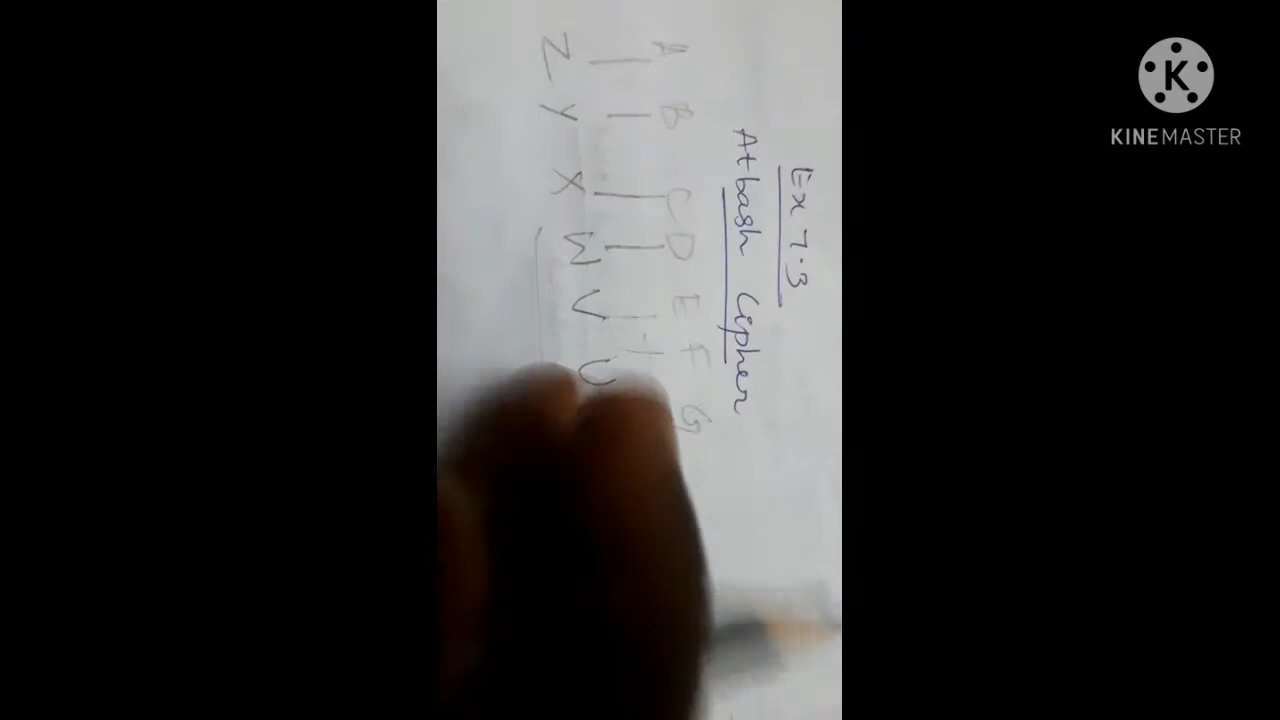 Ex 7.3
Atbash Cipher
A B C D E F G
Z Y X W V U
K
KINEMASTER